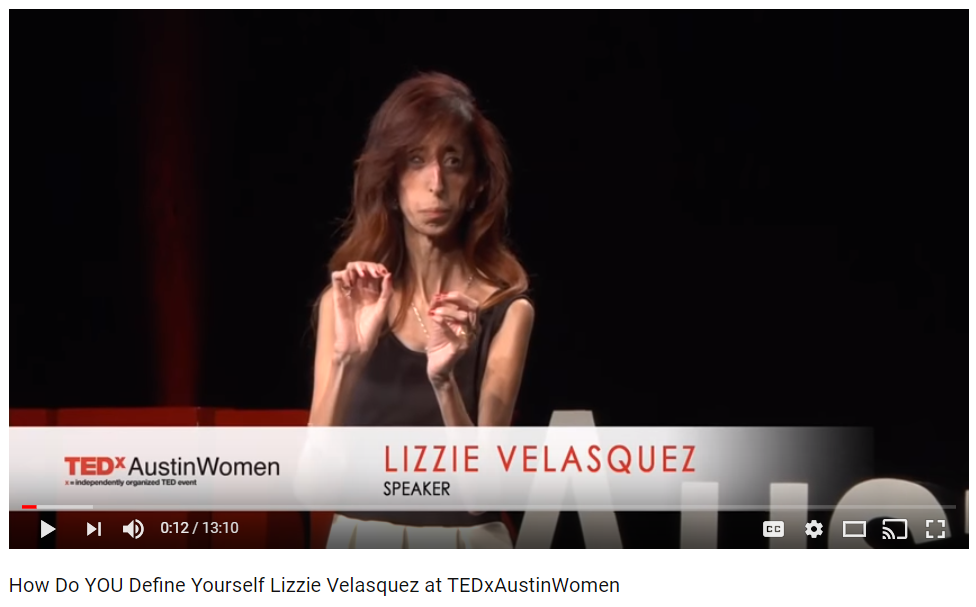 TEDx AustinWomen
x = independently organized TED event
LIZZIE VELASQUEZ
SPEAKER
0:12 / 13:10
CC
How Do YOU Define Yourself Lizzie Velasquez at TEDxAustinWomen